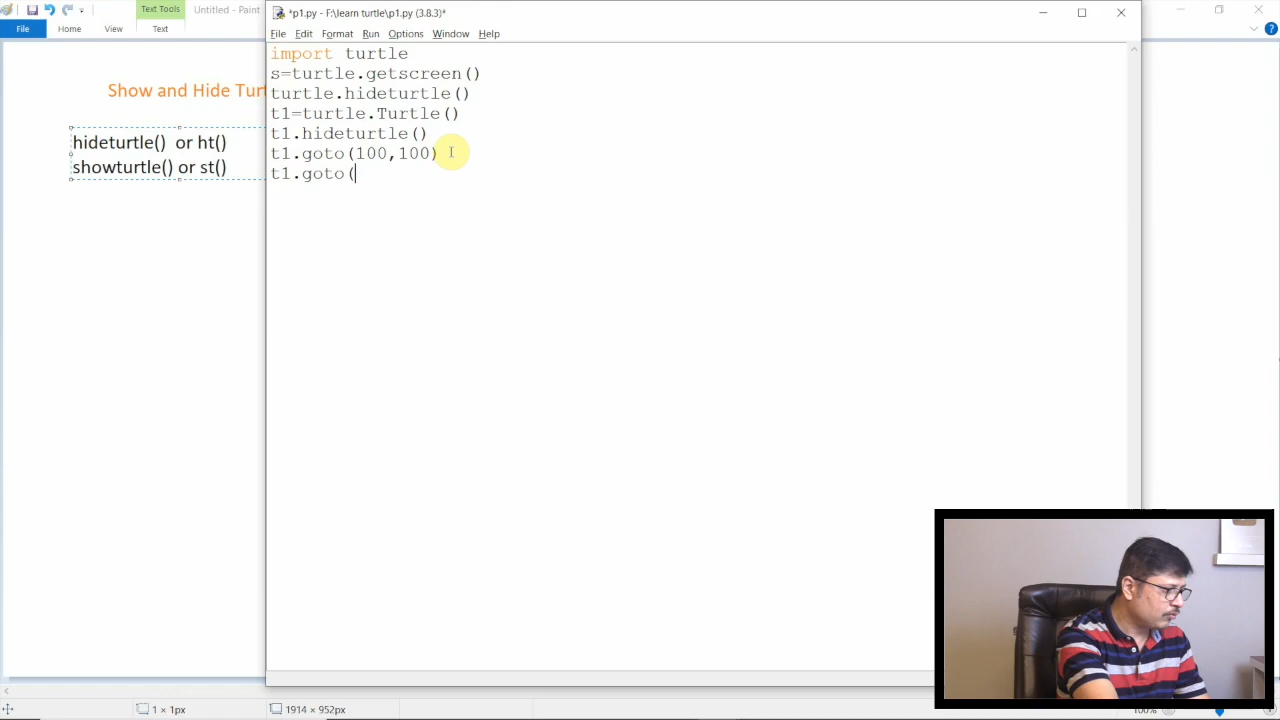 Text Tools
Untitled - Paint
File
Home
View
Text
Show and Hide Tur
hideturtle() or ht()
showturtle() or st()
*p1.py - F:\learn turtle\p1.py (3.8.3)*
File Edit Format Run Options Window Help
import turtle
s=turtle.getscreen()
turtle.hideturtle()
t1=turtle.Turtle()
t1.hideturtle()
t1.goto(100,100)
t1.goto(
1 × 1px
1914 × 952px
100%